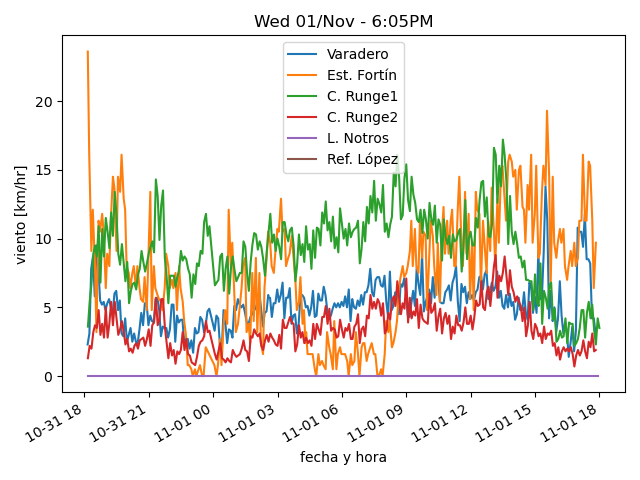 Wed 01/Nov - 6:05PM
Varadero
Est. Fortín
C. Runge1
C. Runge2
L. Notros
Ref. López
viento [km/hr]
20
15
10
5
0
10-31 18
10-31 21
11-01 00
11-01 03
11-01 06
11-01 09
11-01 12
11-01 15
11-01 18
fecha y hora